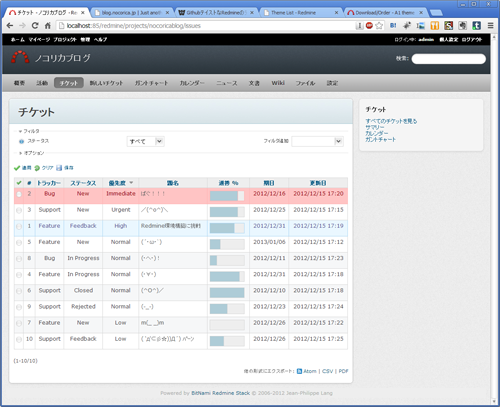 チケット - ノコリカブログ - Re
blog.noconca.jp | Just anot
Githubテイストなredmineの
Theme List - Redmine
Download/Order - A1 them
localhost:85/redmine/projects/noconcablog/issues
ホーム マイページ プロジェクト 管理 ヘルプ
ログイン中: admin 個人設定 ログアウト
ノコリカブログ
検索:
概要 活動 チケット 新しいチケット ガントチャート カレンダー ニュース 文書 Wiki ファイル 設定
チケット
フィルタ
ステータス すべて フィルタ追加
オプション
適用 クリア 保存
# トラッカー ステータス 優先度 題名 進捗 % 期日 更新日
2 Bug New Immediate 2012/12/16 2012/12/15 17:20
3 Support New Urgent ／(^o^)＼ 2012/12/25 2012/12/15 17:15
1 Feature Feedback High Redmine環境構築に挑戦 2012/12/31 2012/12/15 17:19
5 Feature New Normal (´･ω･`) 2013/01/06 2012/12/15 17:12
8 Bug In Progress Normal 2012/12/11 2012/12/15 17:23
4 Feature In Progress Normal (･∀･) 2012/12/31 2012/12/15 17:18
6 Support Closed Normal (^O^)／ 2012/12/10 2012/12/15 17:18
9 Support Rejected Normal (-_-) 2012/12/23 2012/12/15 17:24
7 Feature New Low m(_ _)m 2012/12/26 2012/12/15 17:22
10 Support Feedback Low 2012/12/26 2012/12/15 17:25
(1-10/10)
他の形式にエクスポート: Atom | CSV | PDF
チケット
すべてのチケットを見る
サマリー
カレンダー
ガントチャート
Powered by BitNami Redmine Stack © 2006-2012 Jean-Philippe Lang